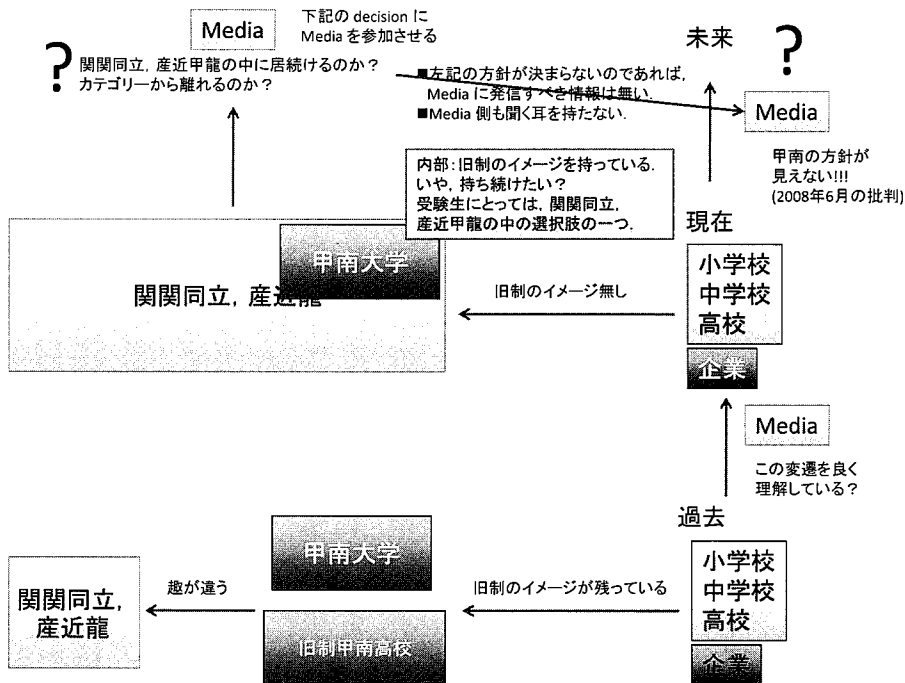 Media
下記の decision に
Media を参加させる
?
関関同立, 産近甲龍の中に居続けるのか?
カテゴリーから離れるのか?
未来
?
■左記の方針が決まらないのであれば,
Media に発信すべき情報は無い.
■Media 側も聞く耳を持たない.
Media
甲南の方針が
見えない!!!
(2008年6月の批判)
内部:旧制のイメージを持っている.
いや, 持ち続けたい?
受験生にとっては, 関関同立,
産近甲龍の中の選択肢の一つ.
現在
甲南大学
関関同立, 産近龍
旧制のイメージ無し
小学校
中学校
高校
企業
Media
この変遷を良く
理解している?
過去
甲南大学
関関同立,
産近龍
趣が違う
旧制甲南高校
旧制のイメージが残っている
小学校
中学校
高校
企業